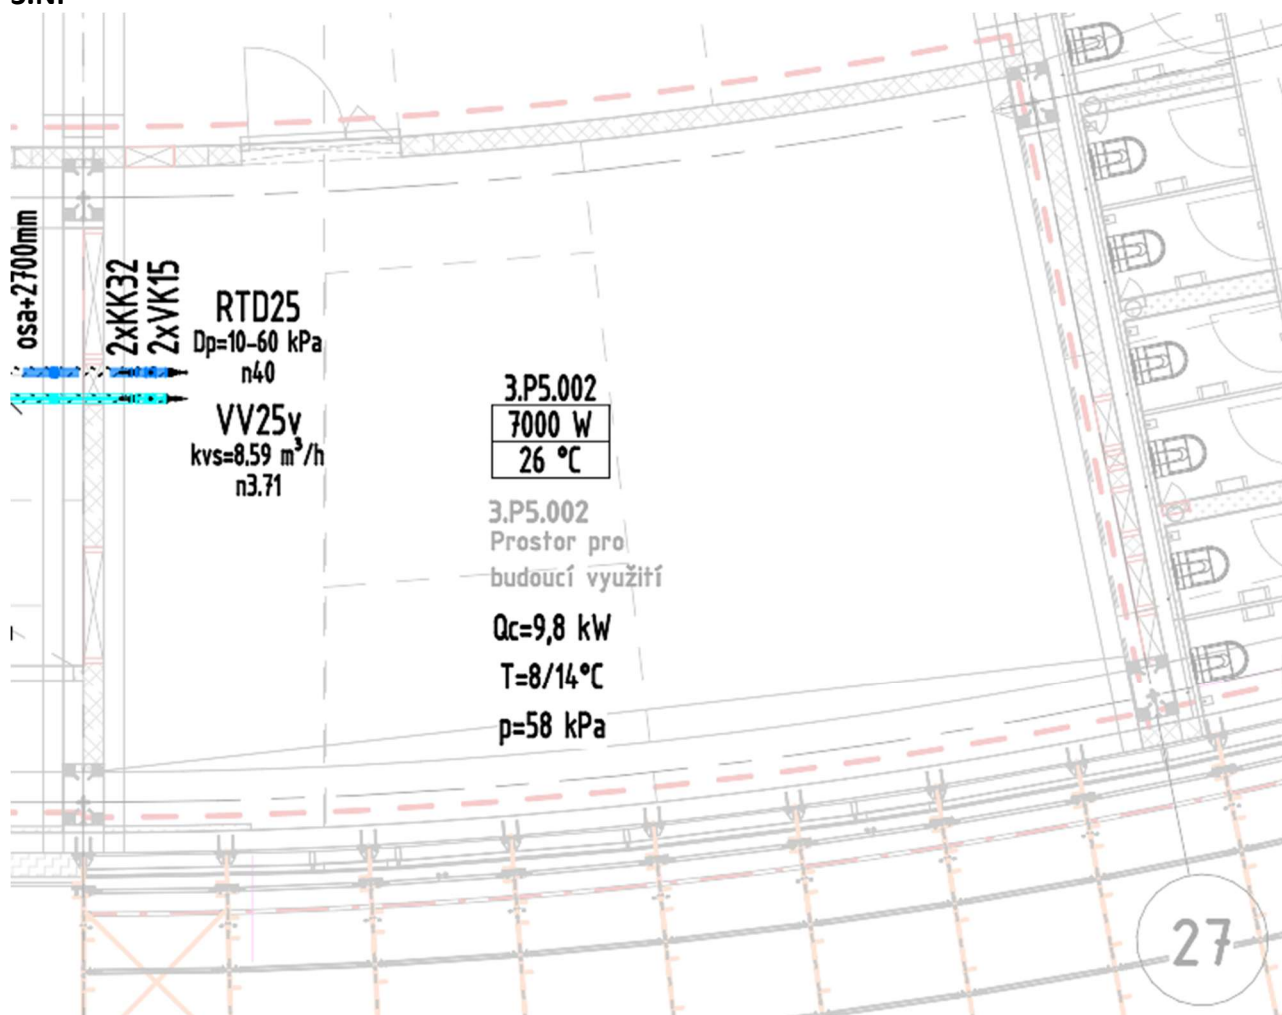 osa+2700mm
2xKK32
2xVK15
RTD25
Dp=10-60 kPa
n40
VV25v
kvs=8.59 m³/h
n3.71
3.P5.002
7000 W
26 °C
3.P5.002
Prostor pro
budoucí využití
Qc=9,8 kW
T=8/14°C
p=58 kPa
27